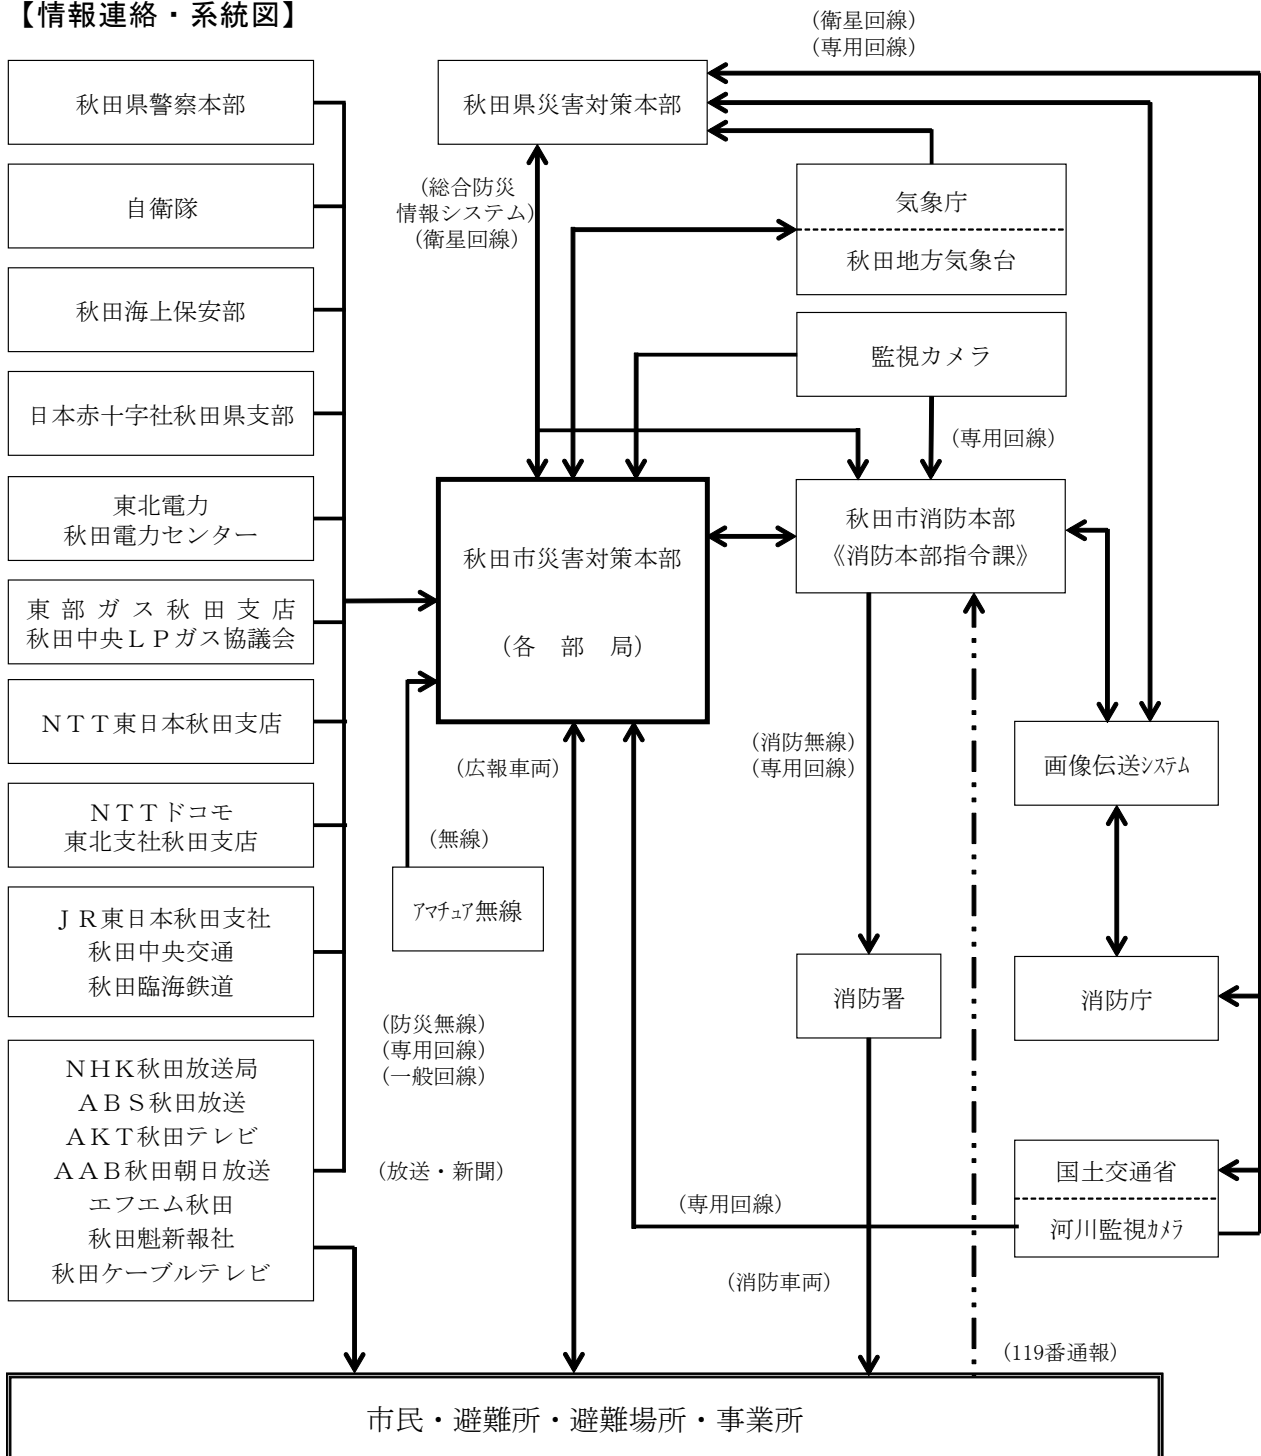 【情報連絡・系統図】
(衛星回線)
(専用回線)
秋田県警察本部
秋田県災害対策本部
自衛隊
(総合防災
情報システム)
(衛星回線)
気象庁
秋田地方気象台
秋田海上保安部
監視カメラ
日本赤十字社秋田県支部
(専用回線)
東北電力
秋田電力センター
秋田市災害対策本部
(各 部 局)
秋田市消防本部
《消防本部指令課》
東部ガス秋田支店
秋田中央LPガス協議会
NTT東日本秋田支店
(広報車両)
(消防無線)
(専用回線)
画像伝送システム
NTTドコモ
東北支社秋田支店
(無線)
アマチュア無線
JR東日本秋田支社
秋田中央交通
秋田臨海鉄道
消防署
消防庁
(防災無線)
(専用回線)
(一般回線)
NHK秋田放送局
ABS秋田放送
AKT秋田テレビ
AAB秋田朝日放送
エフエム秋田
秋田魁新報社
秋田ケーブルテレビ
(放送・新聞)
(専用回線)
国土交通省
河川監視カメラ
(消防車両)
(119番通報)
市民・避難所・避難場所・事業所